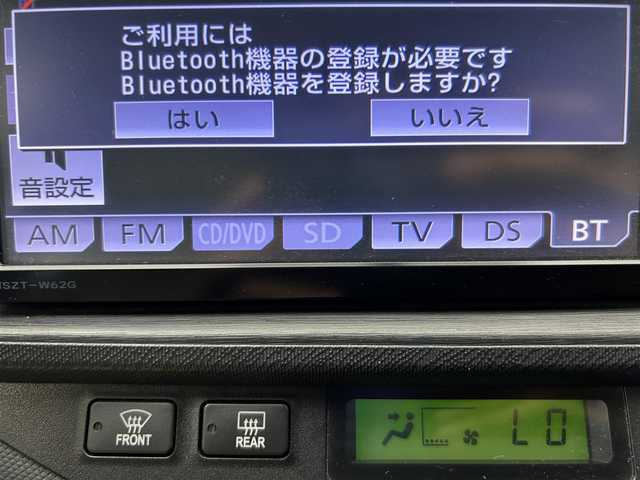 ご利用には
Bluetooth機器の登録が必要です
Bluetooth機器を登録しますか?
はい いいえ
音設定
AM FM CD/DVD SD TV DS BT
NSZT-W62G
FRONT REAR LO